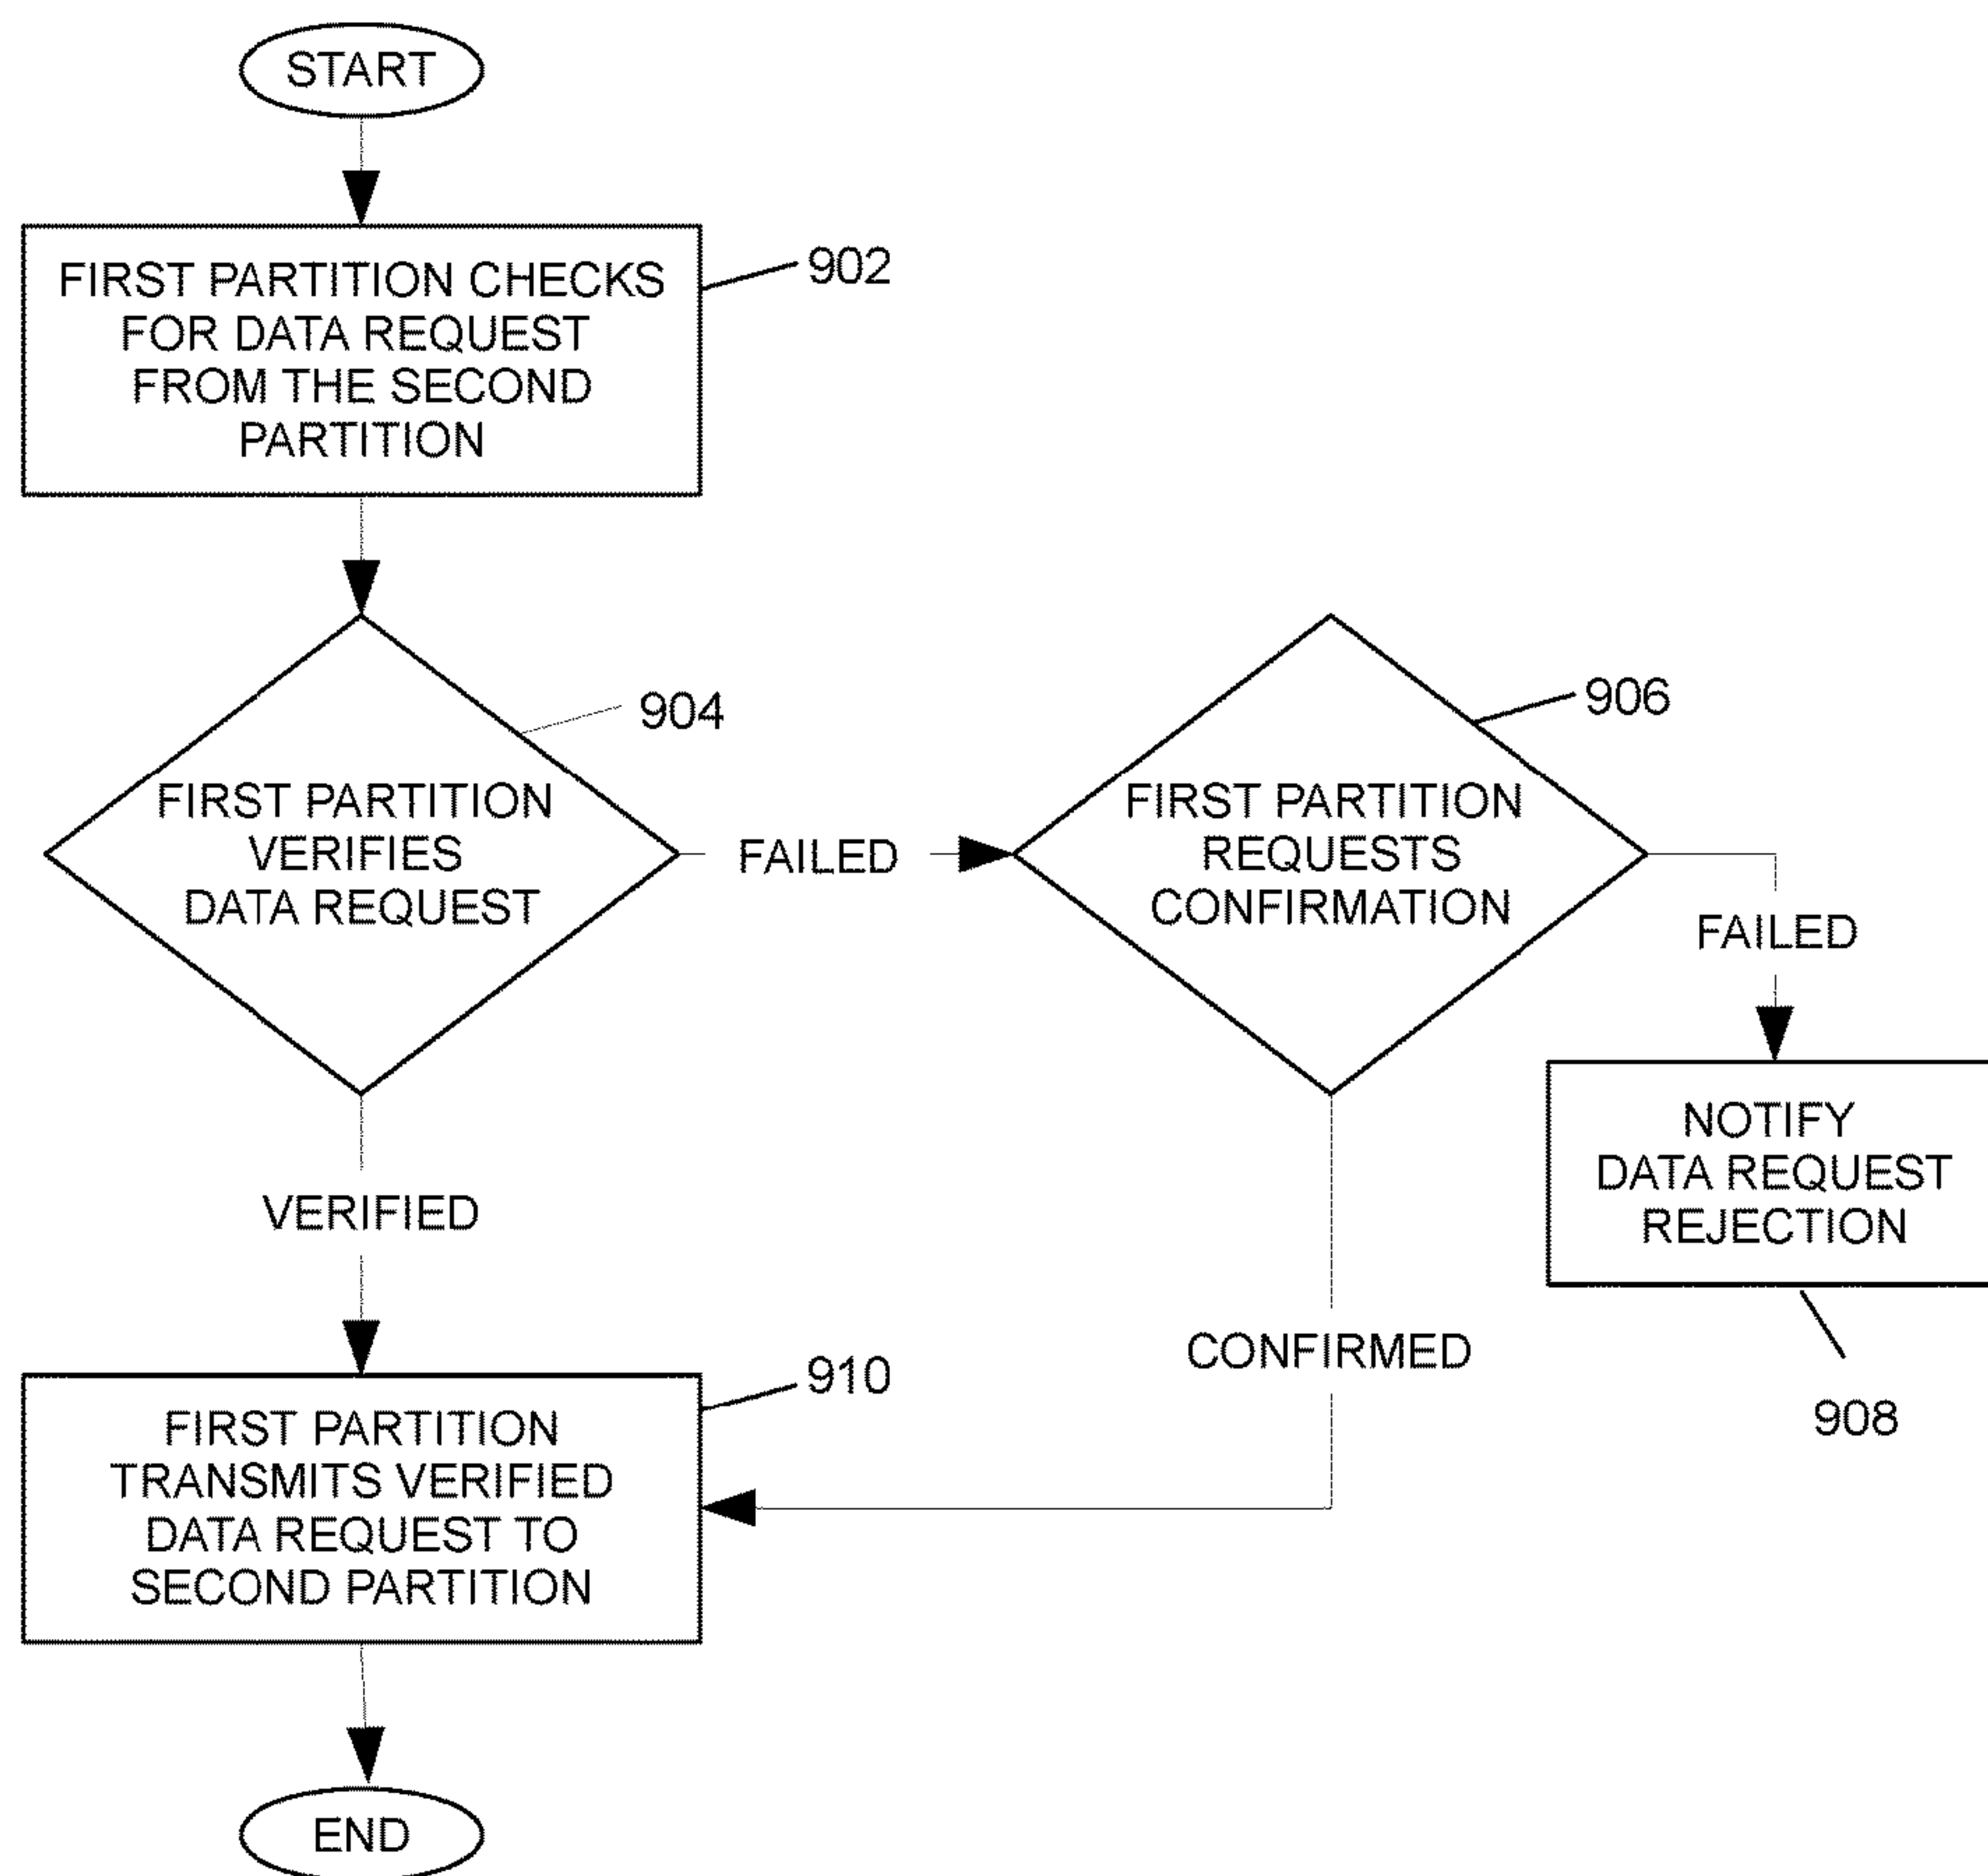 START
FIRST PARTITION CHECKS
FOR DATA REQUEST
FROM THE SECOND
PARTITION
902
FIRST PARTITION
VERIFIES
DATA REQUEST
904
FAILED
FIRST PARTITION
REQUESTS
CONFIRMATION
906
FAILED
NOTIFY
DATA REQUEST
REJECTION
908
VERIFIED
CONFIRMED
FIRST PARTITION
TRANSMITS VERIFIED
DATA REQUEST TO
SECOND PARTITION
910
END